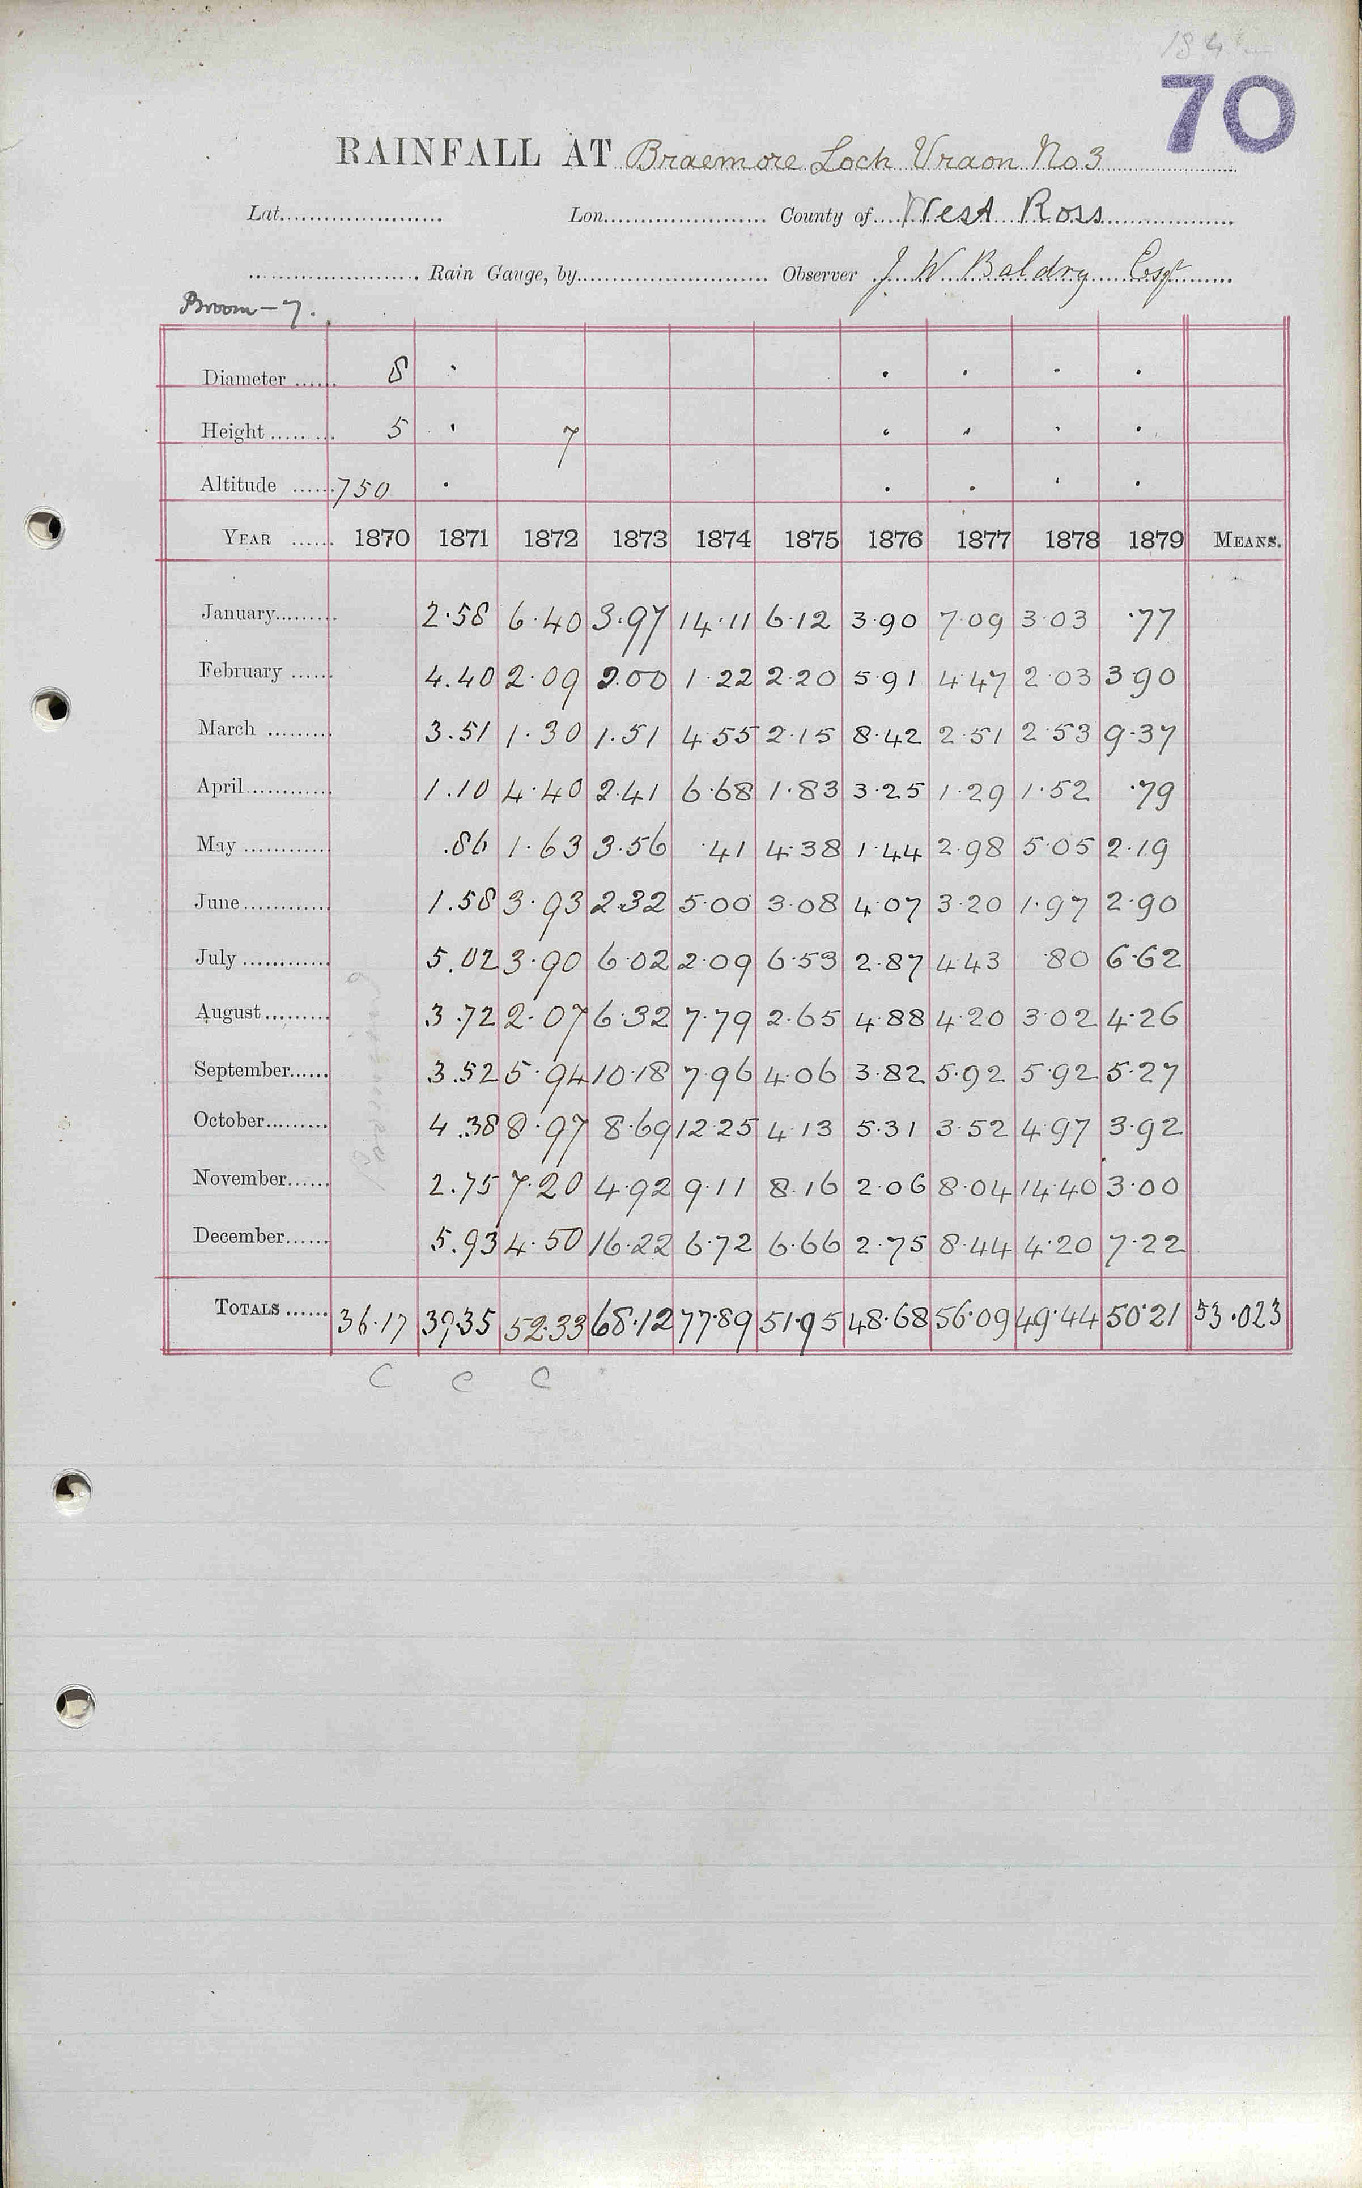 70
RAINFALL AT Braemore Loch Vraon No 3
Lat. Lon. County of West Ross
Rain Gauge, by Observer J. W. Baldry Esqr
Broom-7.
Diameter 8 · · · · ·
Height 5 · 7 · · · ·
Altitude 750 · · · · ·
YEAR 1870 1871 1872 1873 1874 1875 1876 1877 1878 1879 MEANS.
January 2.58 6.40 3.97 14.11 6.12 3.90 7.09 3.03 .77
February 4.40 2.09 2.00 1.22 2.20 5.91 4.47 2.03 3.90
March 3.51 1.30 1.51 4.55 2.15 8.42 2.51 2.53 9.37
April 1.10 4.40 2.41 6.68 1.83 3.25 1.29 1.52 .79
May .86 1.63 3.56 .41 4.38 1.44 2.98 5.05 2.19
June 1.58 3.93 2.32 5.00 3.08 4.07 3.20 1.97 2.90
July 5.02 3.90 6.02 2.09 6.53 2.87 4.43 .80 6.62
August 3.72 2.07 6.32 7.79 2.65 4.88 4.20 3.02 4.26
September 3.52 5.94 10.18 7.96 4.06 3.82 5.92 5.92 5.27
October 4.38 8.97 8.69 12.25 4.13 5.31 3.52 4.97 3.92
November 2.75 7.20 4.92 9.11 8.16 2.06 8.04 14.40 3.00
December 5.93 4.50 16.22 6.72 6.66 2.75 8.44 4.20 7.22
TOTALS 36.17 39.35 52.33 68.12 77.89 51.95 48.68 56.09 49.44 50.21 53.023
C C C